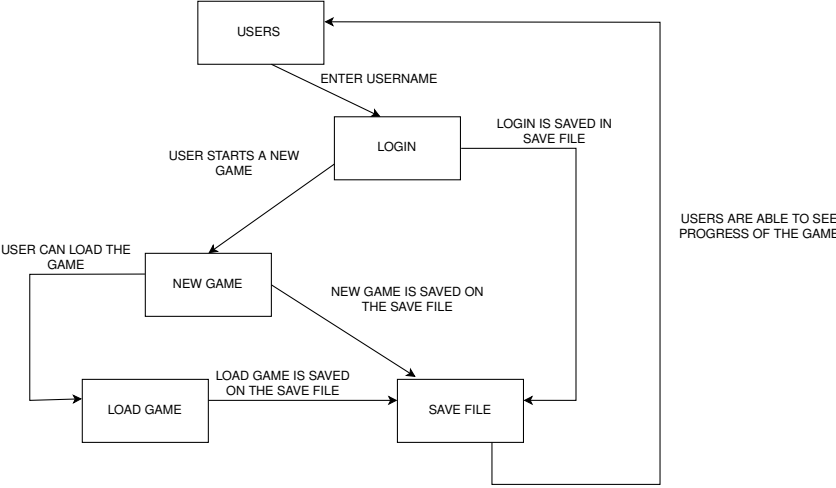 USERS
ENTER USERNAME
LOGIN IS SAVED IN
SAVE FILE
LOGIN
USER STARTS A NEW
GAME
USERS ARE ABLE TO SEE
PROGRESS OF THE GAME
USER CAN LOAD THE
GAME
NEW GAME
NEW GAME IS SAVED ON
THE SAVE FILE
LOAD GAME IS SAVED
ON THE SAVE FILE
LOAD GAME
SAVE FILE